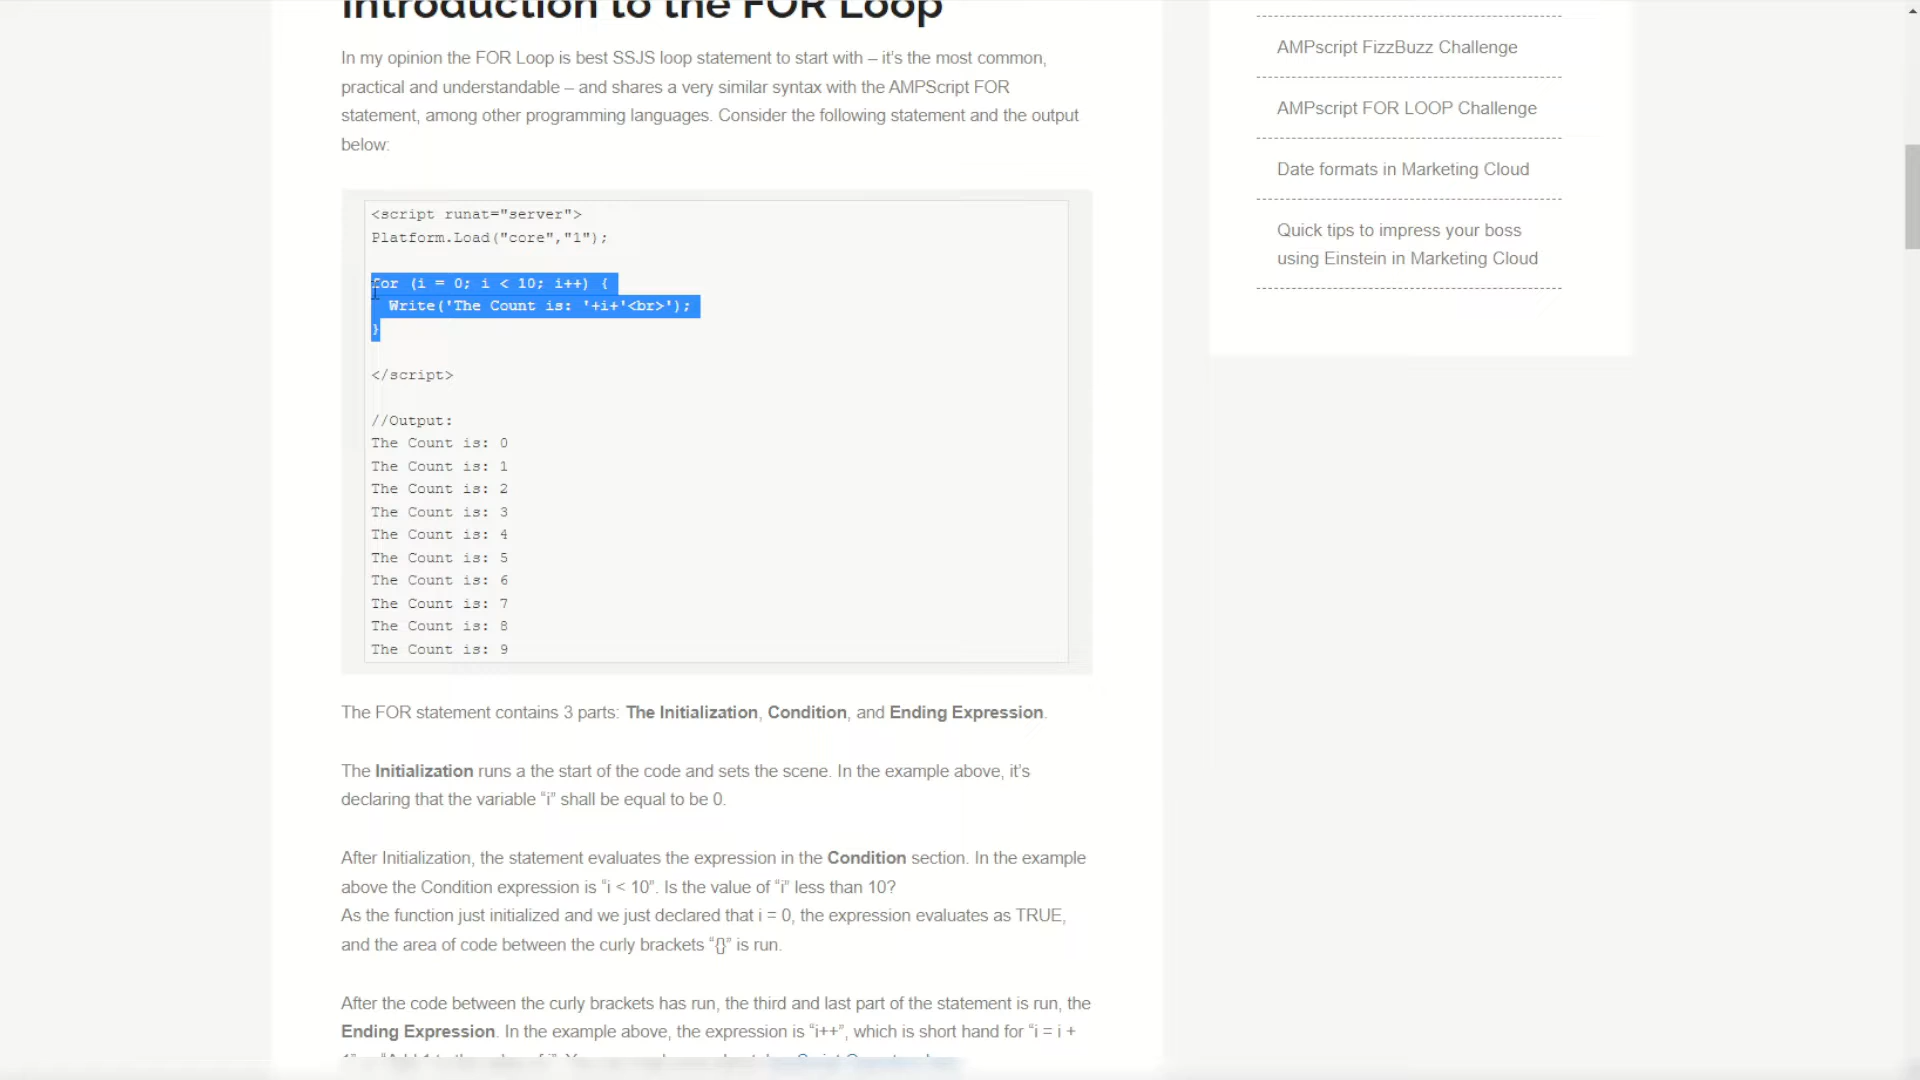 Introduction to the FOR Loop
In my opinion the FOR Loop is best SSJS loop statement to start with – it's the most common,
practical and understandable – and shares a very similar syntax with the AMPScript FOR
statement, among other programming languages. Consider the following statement and the output
below:
<script runat="server">
Platform.Load("core","1");
for (i = 0; i < 10; i++) {
Write('The Count is: '+i+'<br>');
}
</script>
//Output:
The Count is: 0
The Count is: 1
The Count is: 2
The Count is: 3
The Count is: 4
The Count is: 5
The Count is: 6
The Count is: 7
The Count is: 8
The Count is: 9
The FOR statement contains 3 parts: The Initialization, Condition, and Ending Expression.
The Initialization runs a the start of the code and sets the scene. In the example above, it's
declaring that the variable “i” shall be equal to be 0.
After Initialization, the statement evaluates the expression in the Condition section. In the example
above the Condition expression is “i < 10”. Is the value of “i” less than 10?
As the function just initialized and we just declared that i = 0, the expression evaluates as TRUE,
and the area of code between the curly brackets “{}” is run.
After the code between the curly brackets has run, the third and last part of the statement is run, the
Ending Expression. In the example above, the expression is “i++”, which is short hand for “i = i +
AMPscript FizzBuzz Challenge
AMPscript FOR LOOP Challenge
Date formats in Marketing Cloud
Quick tips to impress your boss
using Einstein in Marketing Cloud